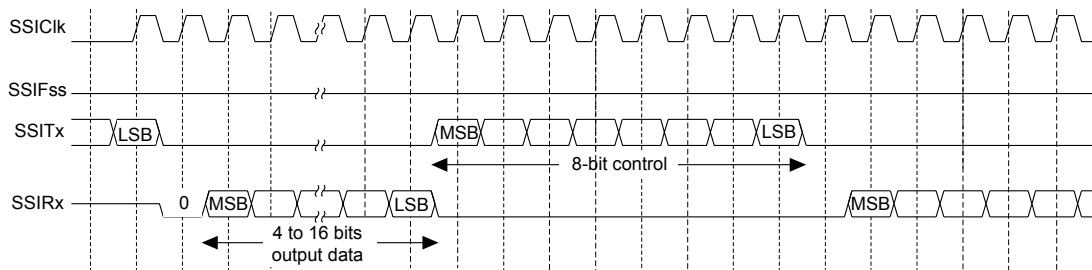 SSIClk
SSIFss
SSITx
LSB
MSB
LSB
8-bit control
SSIRx
0
MSB
LSB
MSB
4 to 16 bits
output data